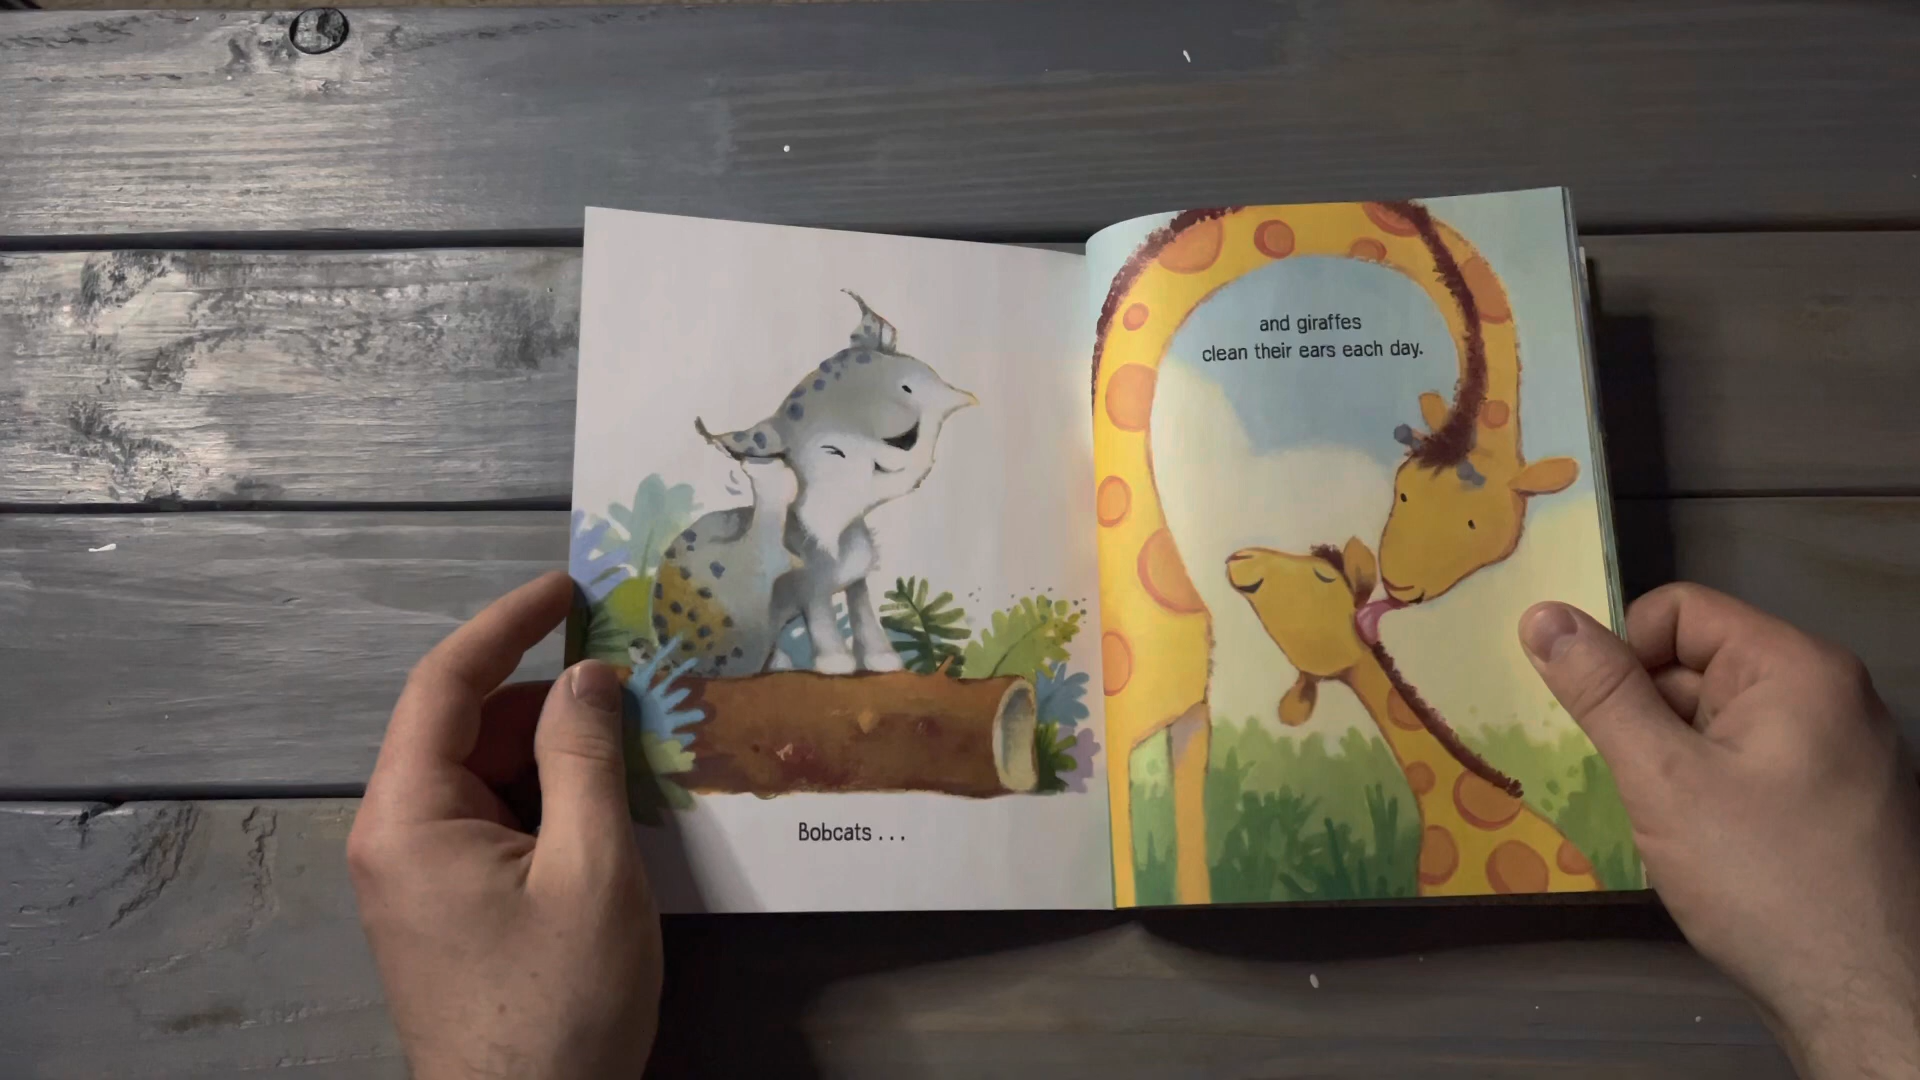 Bobcats . . .
and giraffes
clean their ears each day.